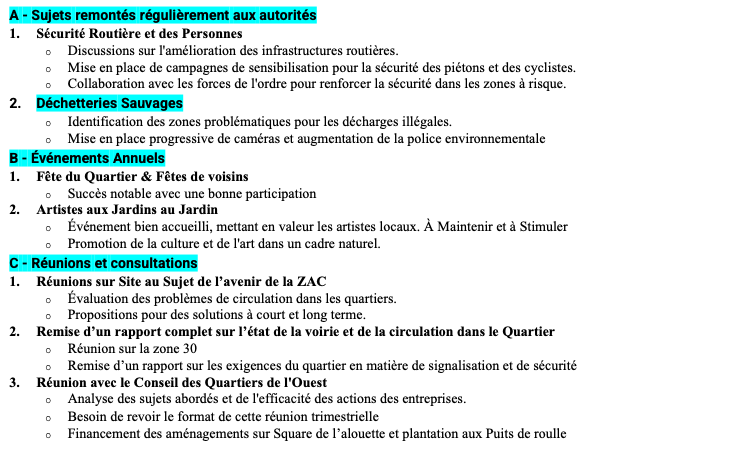 A - Sujets remontés régulièrement aux autorités
1. Sécurité Routière et des Personnes
o Discussions sur l'amélioration des infrastructures routières.
o Mise en place de campagnes de sensibilisation pour la sécurité des piétons et des cyclistes.
o Collaboration avec les forces de l'ordre pour renforcer la sécurité dans les zones à risque.
2. Déchetteries Sauvages
o Identification des zones problématiques pour les décharges illégales.
o Mise en place progressive de caméras et augmentation de la police environnementale
B - Événements Annuels
1. Fête du Quartier & Fêtes de voisins
o Succès notable avec une bonne participation
2. Artistes aux Jardins au Jardin
o Événement bien accueilli, mettant en valeur les artistes locaux. À Maintenir et à Stimuler
o Promotion de la culture et de l'art dans un cadre naturel.
C - Réunions et consultations
1. Réunions sur Site au Sujet de l’avenir de la ZAC
o Évaluation des problèmes de circulation dans les quartiers.
o Propositions pour des solutions à court et long terme.
2. Remise d’un rapport complet sur l’état de la voirie et de la circulation dans le Quartier
o Réunion sur la zone 30
o Remise d’un rapport sur les exigences du quartier en matière de signalisation et de sécurité
3. Réunion avec le Conseil des Quartiers de l'Ouest
o Analyse des sujets abordés et de l'efficacité des actions des entreprises.
o Besoin de revoir le format de cette réunion trimestrielle
o Financement des aménagements sur Square de l’alouette et plantation aux Puits de roulle